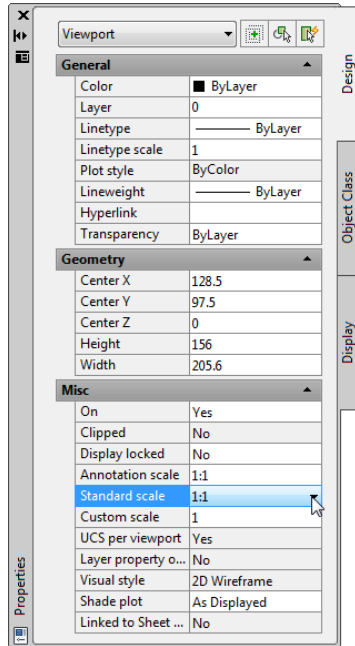 Viewport
General
Color ByLayer
Layer 0
Linetype ByLayer
Linetype scale 1
Plot style ByColor
Lineweight ByLayer
Hyperlink
Transparency ByLayer
Geometry
Center X 128.5
Center Y 97.5
Center Z 0
Height 156
Width 205.6
Misc
On Yes
Clipped No
Display locked No
Annotation scale 1:1
Standard scale 1:1
Custom scale 1
UCS per viewport Yes
Layer property o... No
Visual style 2D Wireframe
Shade plot As Displayed
Linked to Sheet ... No
Design
Object Class
Display
Properties